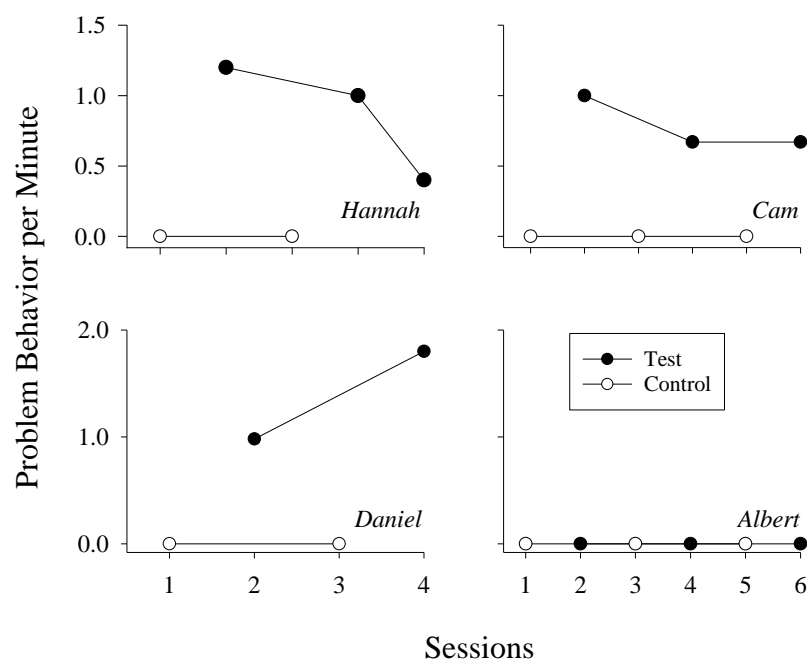 Problem Behavior per Minute
1.5
1.0
0.5
0.0
Hannah
Cam
2.0
1.0
0.0
Daniel
Test
Control
Albert
1 2 3 4
1 2 3 4 5 6
Sessions